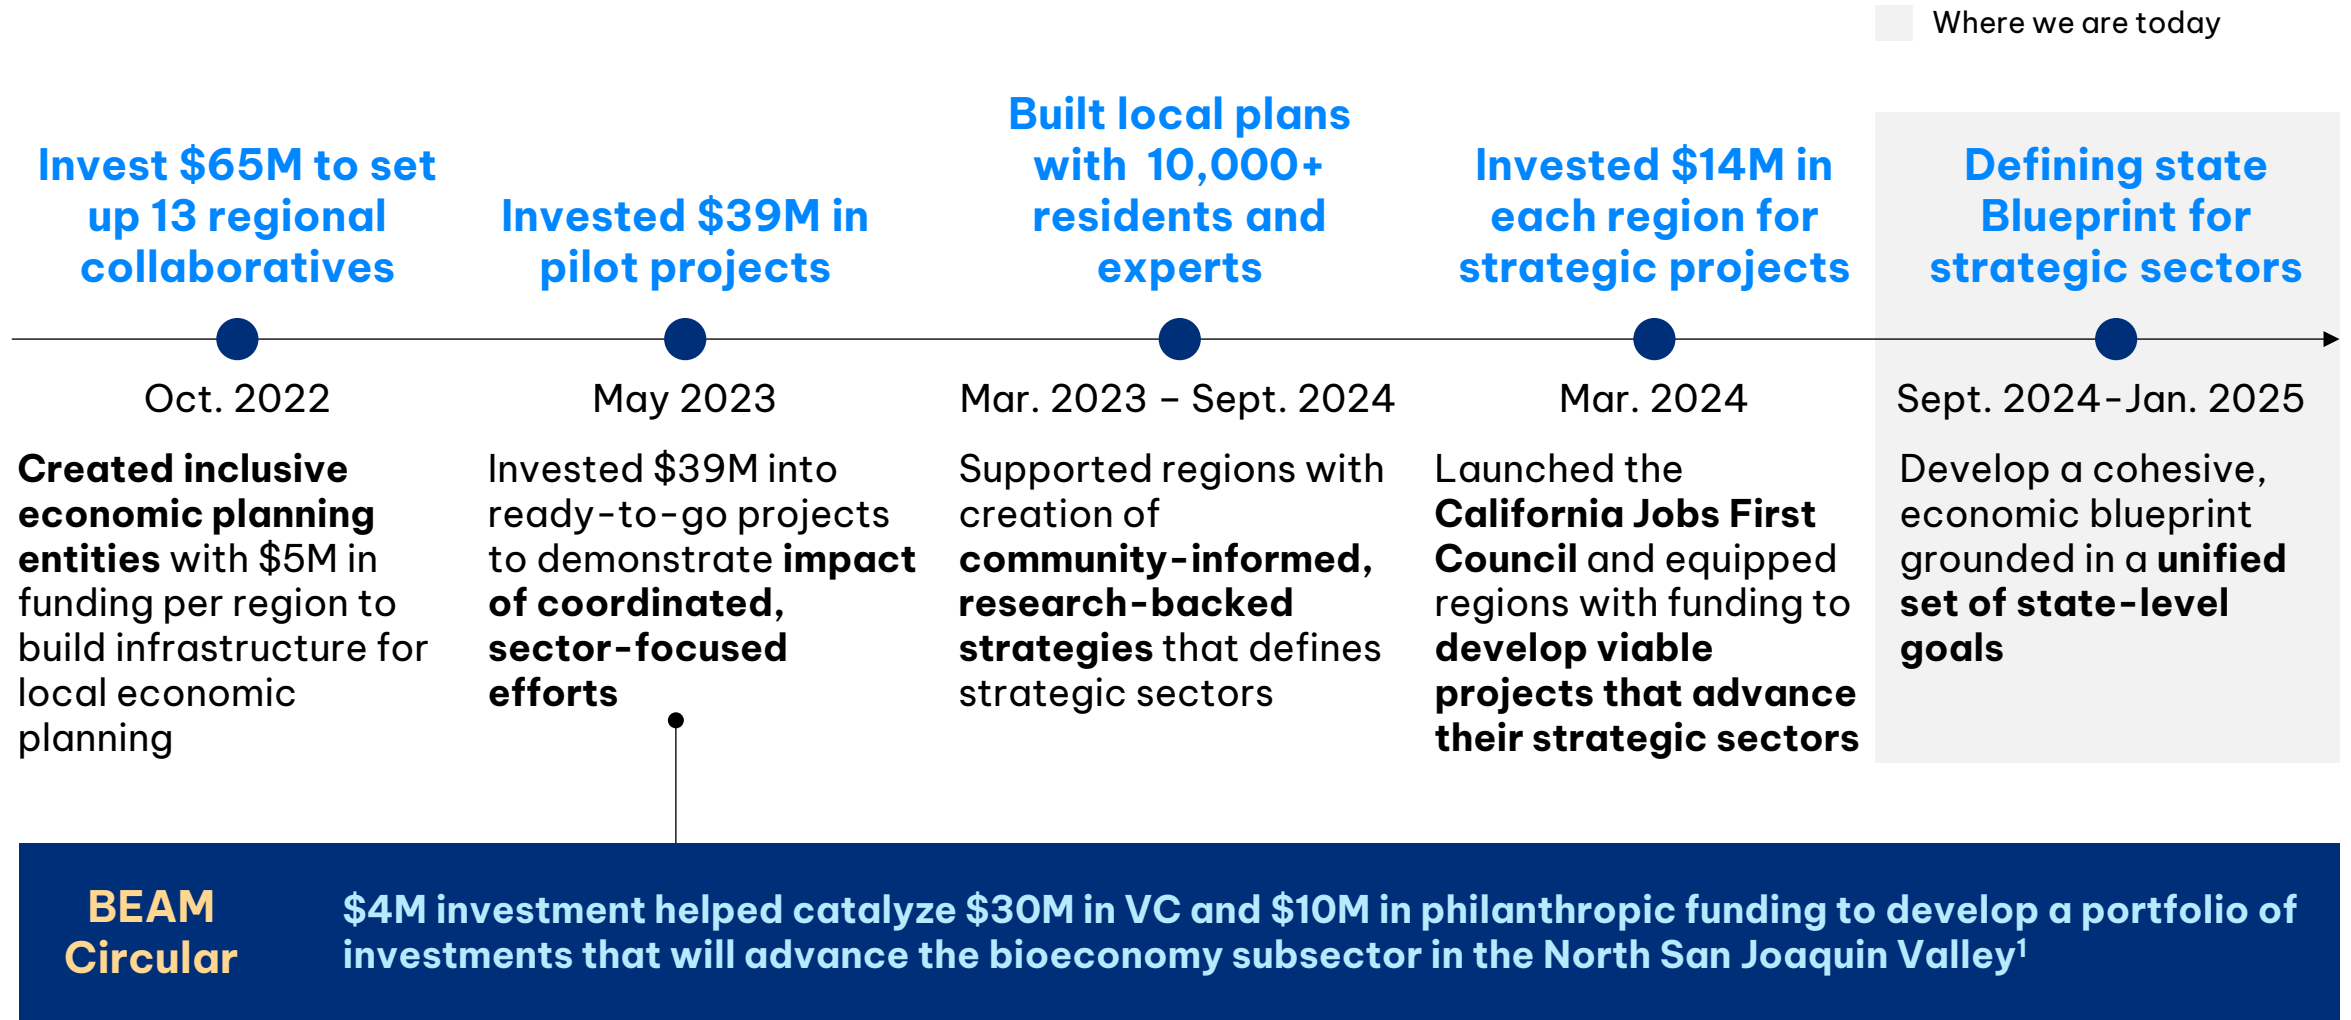 Where we are today
Invest $65M to set
up 13 regional
collaboratives
Oct. 2022
Created inclusive
economic planning
entities with $5M in
funding per region to
build infrastructure for
local economic
planning
Invested $39M in
pilot projects
May 2023
Invested $39M into
ready-to-go projects
to demonstrate impact
of coordinated,
sector-focused
efforts
Built local plans
with 10,000+
residents and
experts
Mar. 2023 – Sept. 2024
Supported regions with
creation of
community-informed,
research-backed
strategies that defines
strategic sectors
Invested $14M in
each region for
strategic projects
Mar. 2024
Launched the
California Jobs First
Council and equipped
regions with funding to
develop viable
projects that advance
their strategic sectors
Defining state
Blueprint for
strategic sectors
Sept. 2024-Jan. 2025
Develop a cohesive,
economic blueprint
grounded in a unified
set of state-level
goals
BEAM
Circular
$4M investment helped catalyze $30M in VC and $10M in philanthropic funding to develop a portfolio of
investments that will advance the bioeconomy subsector in the North San Joaquin Valley¹